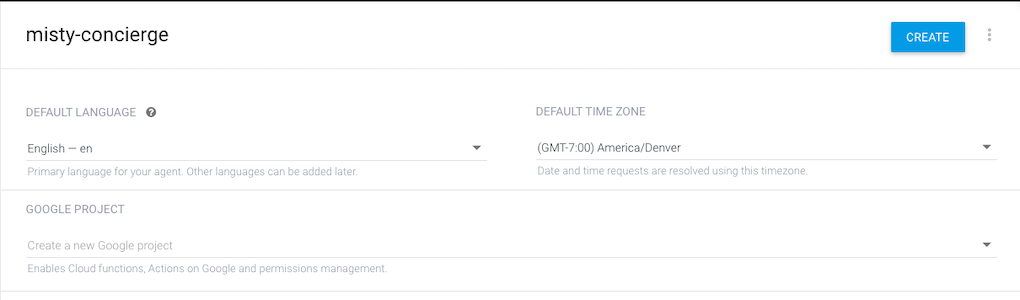 misty-concierge
CREATE
DEFAULT LANGUAGE ?
DEFAULT TIME ZONE
English — en
(GMT-7:00) America/Denver
Primary language for your agent. Other languages can be added later.
Date and time requests are resolved using this timezone.
GOOGLE PROJECT
Create a new Google project
Enables Cloud functions, Actions on Google and permissions management.